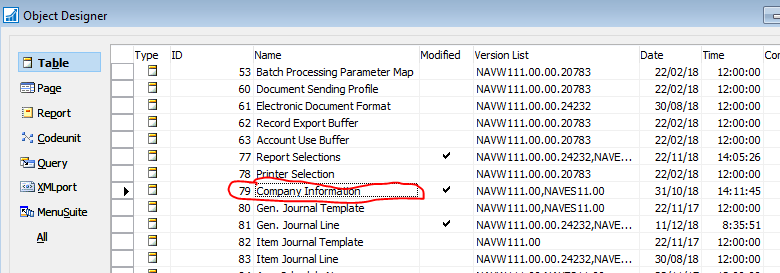 Object Designer
Type ID Name Modified Version List Date Time Co
Table
Page
Report
Codeunit
Query
XMLport
MenuSuite
All
53 Batch Processing Parameter Map NAVW111.00.00.20783 22/02/18 12:00:00
60 Document Sending Profile NAVW111.00.00.20783 22/02/18 12:00:00
61 Electronic Document Format NAVW111.00.00.24232 30/08/18 12:00:00
62 Record Export Buffer NAVW111.00.00.20783 22/02/18 12:00:00
63 Account Use Buffer NAVW111.00.00.20783 22/02/18 12:00:00
77 Report Selections NAVW111.00.00.24232,NAVE... 22/11/18 14:05:26
78 Printer Selection NAVW111.00.00.20783 22/02/18 12:00:00
79 Company Information NAVW111.00,NAVES11.00 31/10/18 14:11:45
80 Gen. Journal Template NAVW111.00,NAVES11.00 22/11/17 12:00:00
81 Gen. Journal Line NAVW111.00.00.24232,NAVE... 11/12/18 8:35:51
82 Item Journal Template NAVW111.00 22/11/17 12:00:00
83 Item Journal Line NAVW111.00.00.24232 30/08/18 12:00:00